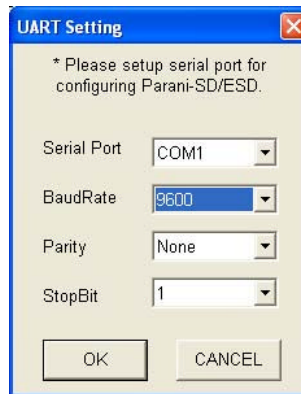 UART Setting
* Please setup serial port for
configuring Parani-SD/ESD.
Serial Port COM1
BaudRate 9600
Parity None
StopBit 1
OK CANCEL